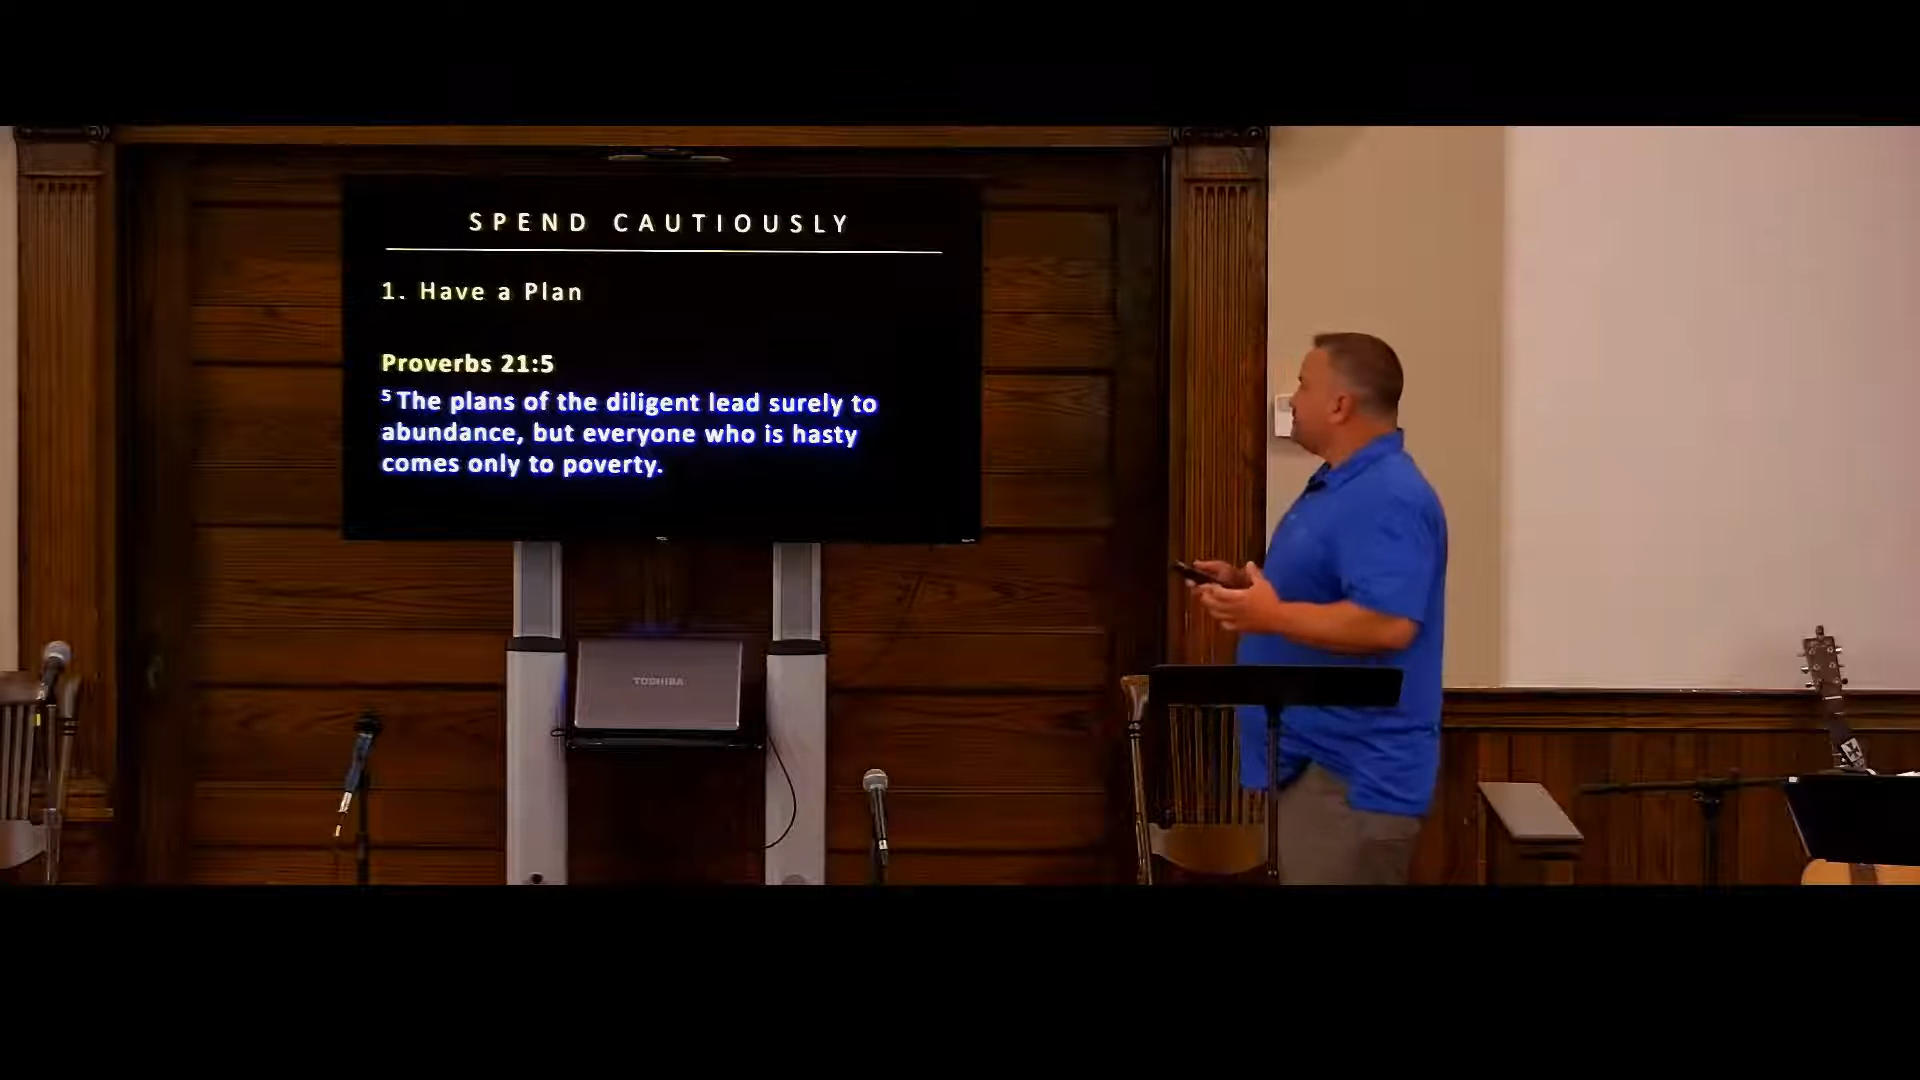 SPEND CAUTIOUSLY
1. Have a Plan
Proverbs 21:5
5 The plans of the diligent lead surely to
abundance, but everyone who is hasty
comes only to poverty.
TOSHIBA